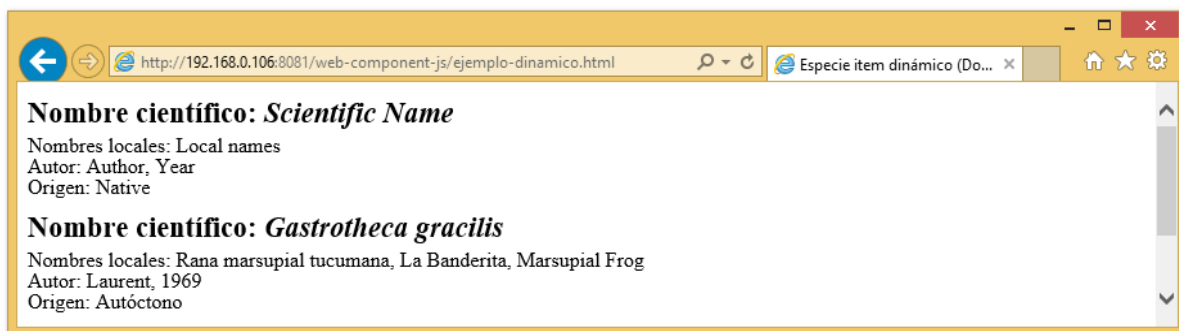 http://192.168.0.106:8081/web-component-js/ejemplo-dinamico.html
Especie item dinámico (Do...
Nombre científico: Scientific Name
Nombres locales: Local names
Autor: Author, Year
Origen: Native
Nombre científico: Gastrotheca gracilis
Nombres locales: Rana marsupial tucumana, La Banderita, Marsupial Frog
Autor: Laurent, 1969
Origen: Autóctono